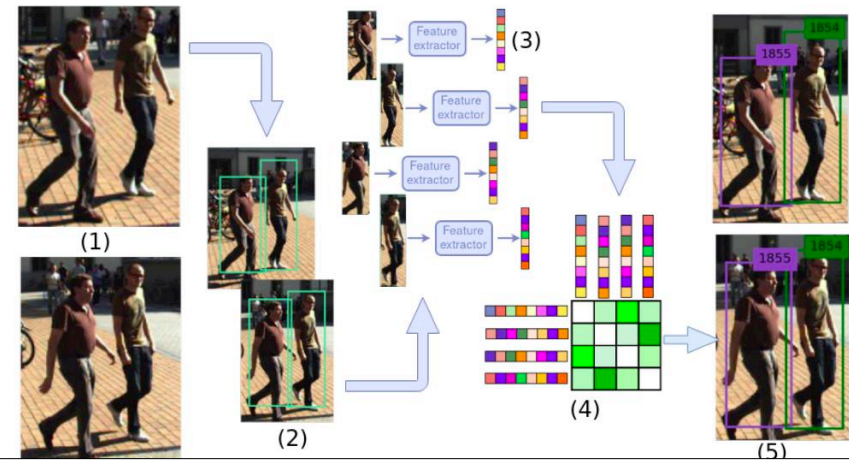 (1)
(2)
Feature
extractor
(3)
Feature
extractor
Feature
extractor
Feature
extractor
(4)
1855
1854
1855
1854
(5)